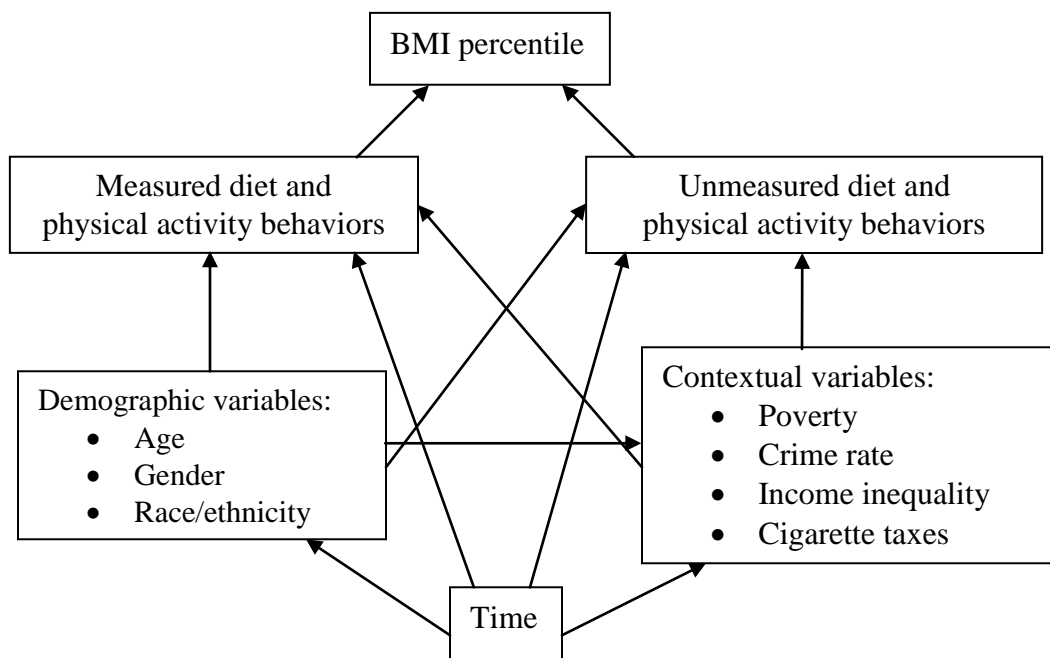 BMI percentile
Measured diet and
physical activity behaviors
Unmeasured diet and
physical activity behaviors
Demographic variables:
• Age
• Gender
• Race/ethnicity
Contextual variables:
• Poverty
• Crime rate
• Income inequality
• Cigarette taxes
Time